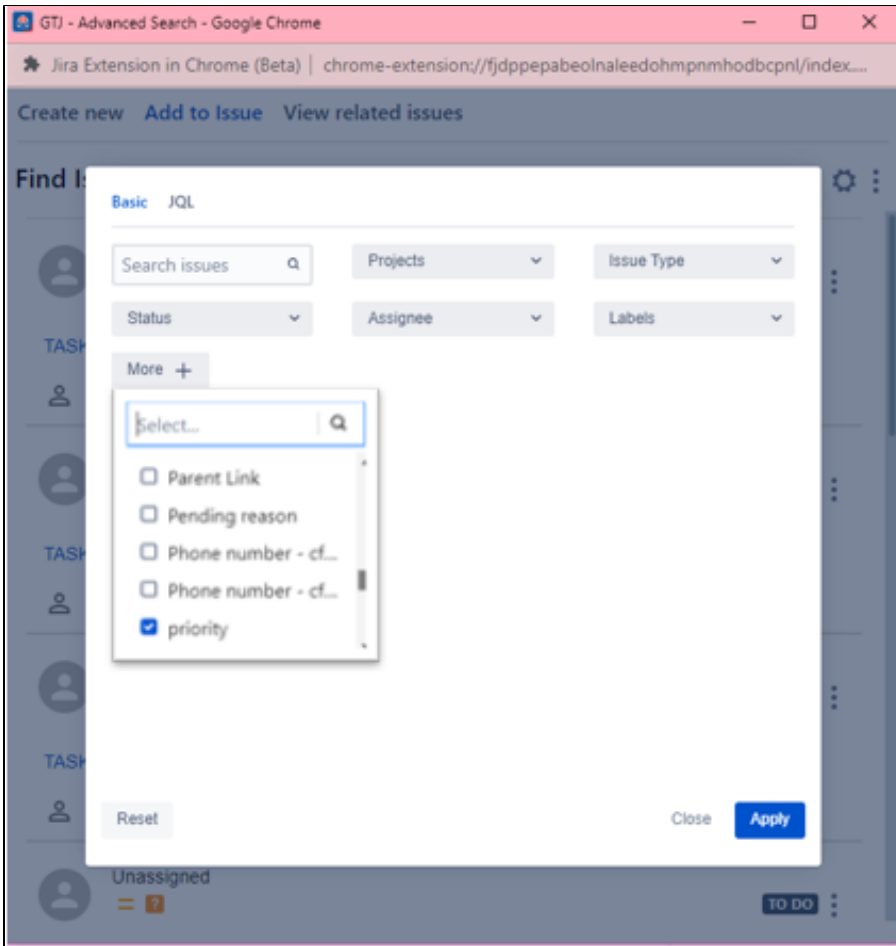 GTJ - Advanced Search - Google Chrome
Jira Extension in Chrome (Beta) | chrome-extension://fjdppepabeolnaleedohmpnmhodbcpnl/index....
Create new Add to Issue View related issues
Find Is
Basic JQL
Search issues Projects Issue Type
Status Assignee Labels
TASK
More +
Select...
Parent Link
Pending reason
Phone number - cf...
TASK
Phone number - cf...
priority
TASK
Reset Close Apply
Unassigned
TO DO